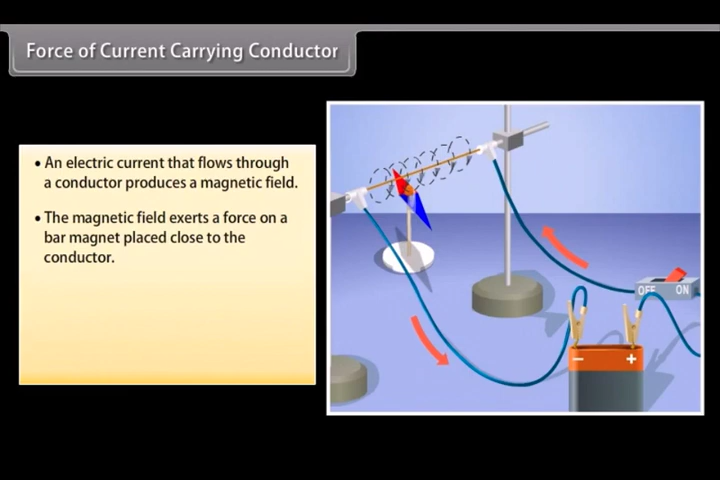 Force of Current Carrying Conductor
• An electric current that flows through
a conductor produces a magnetic field.
• The magnetic field exerts a force on a
bar magnet placed close to the
conductor.
OFF ON
− +